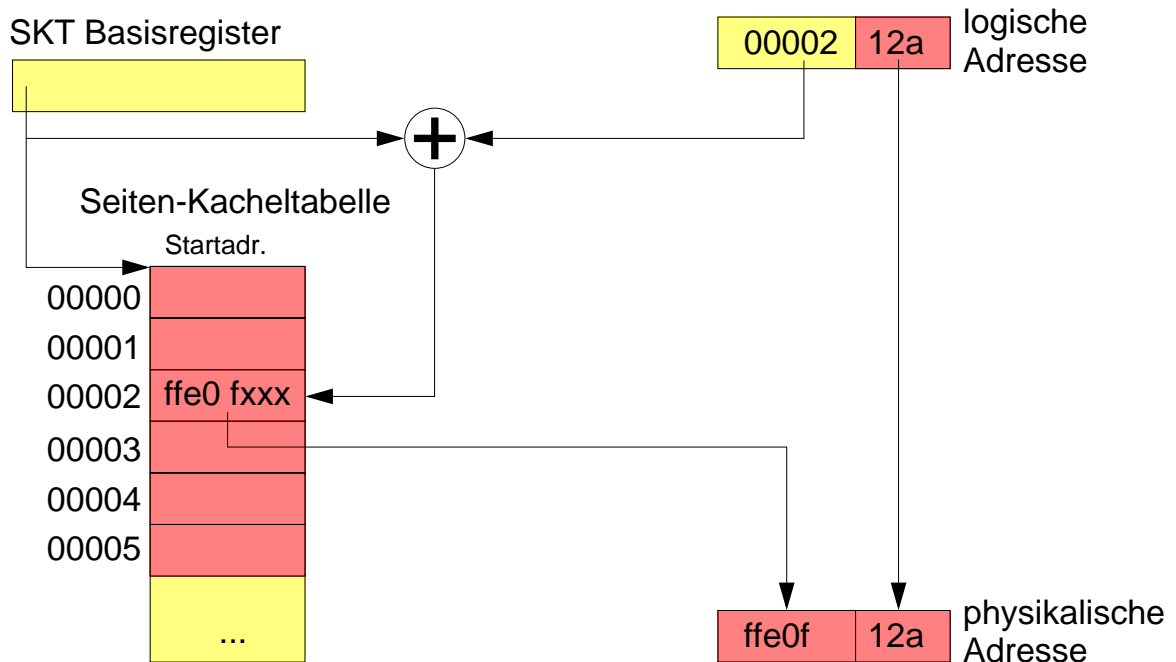 SKT Basisregister
00002 12a
logische
Adresse
Seiten-Kacheltabelle
Startadr.
00000
00001
00002 ffe0 fxxx
00003
00004
00005
...
ffe0f 12a
physikalische
Adresse